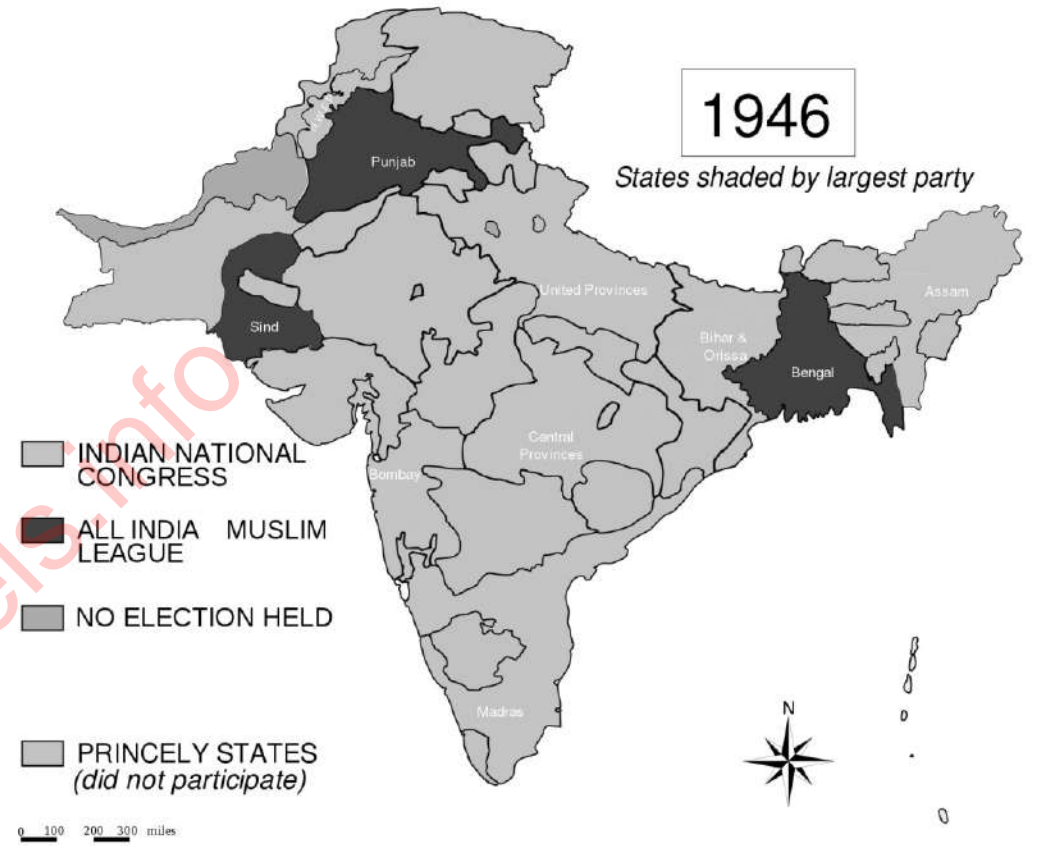 1946
States shaded by largest party
N.W.F.P
Punjab
United Provinces
Assam
Sind
Bihar &
Orissa
Bengal
Central
Provinces
Bombay
Madras
INDIAN NATIONAL
CONGRESS
ALL INDIA MUSLIM
LEAGUE
NO ELECTION HELD
PRINCELY STATES
(did not participate)
N
0 100 200 300 miles
els.info